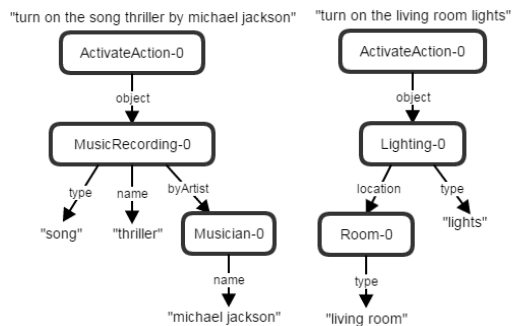 "turn on the song thriller by michael jackson"
ActivateAction-0
object
MusicRecording-0
type
name
byArtist
"song"
"thriller"
Musician-0
name
"michael jackson"
"turn on the living room lights"
ActivateAction-0
object
Lighting-0
location
type
Room-0
"lights"
type
"living room"